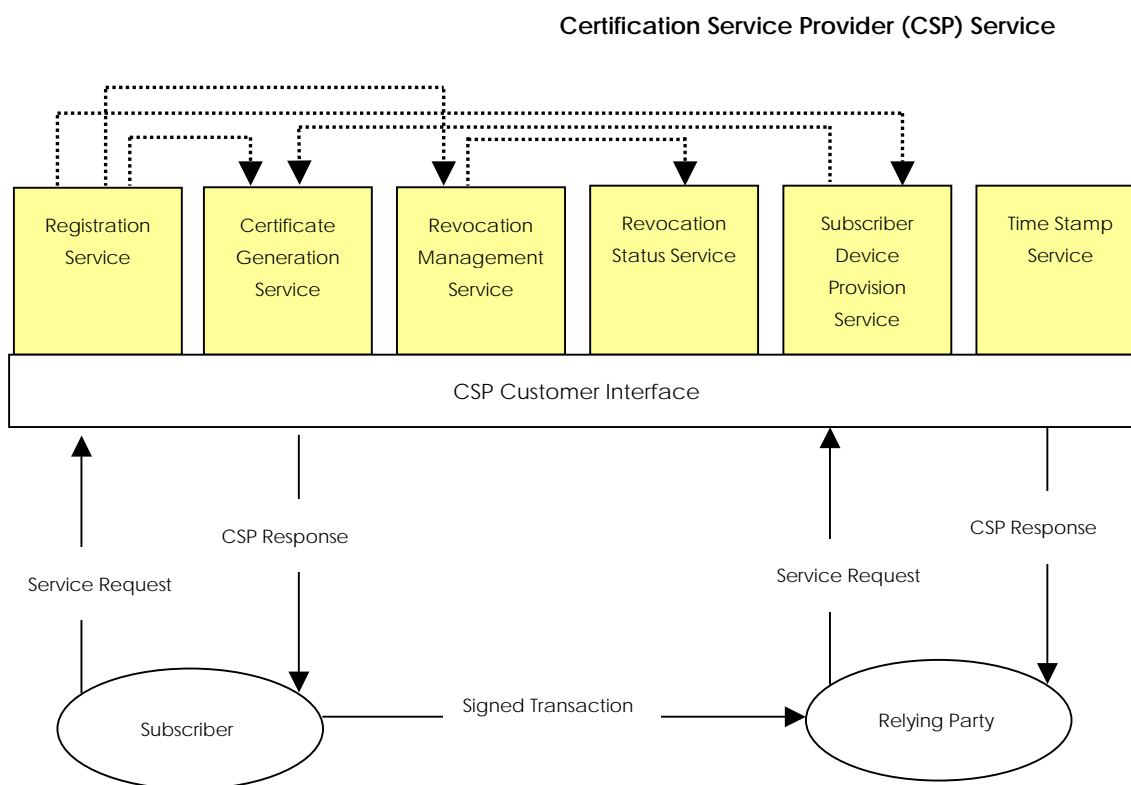 Certification Service Provider (CSP) Service
Registration
Service
Certificate
Generation
Service
Revocation
Management
Service
Revocation
Status Service
Subscriber
Device
Provision
Service
Time Stamp
Service
CSP Customer Interface
CSP Response
Service Request
CSP Response
Service Request
Signed Transaction
Subscriber
Relying Party